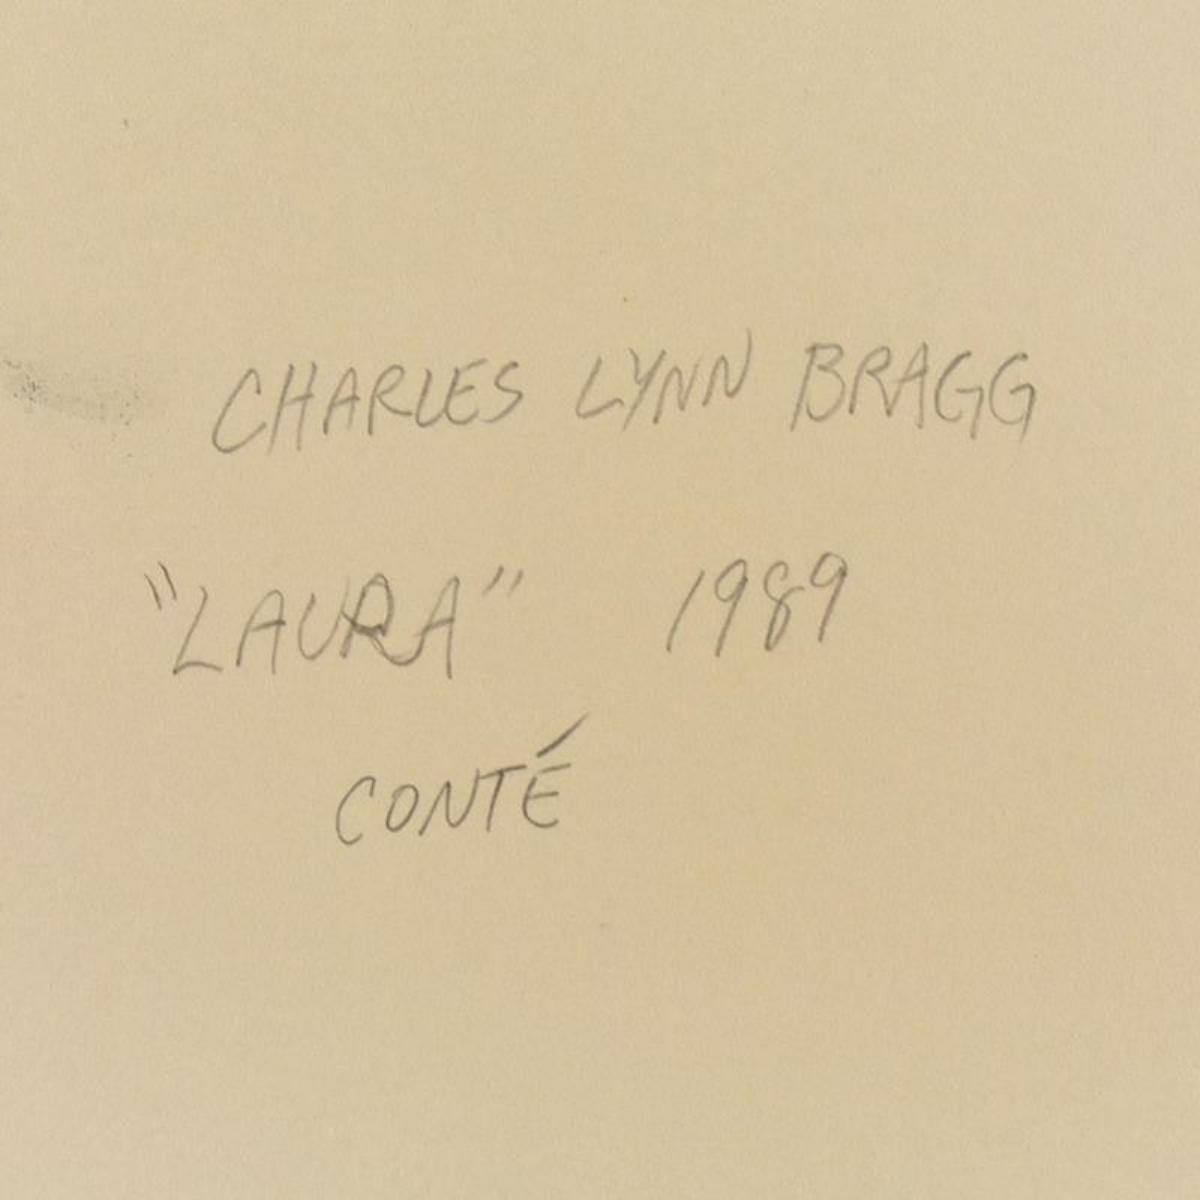 CHARLES LYNN BRAGG
"LAURA" 1989
CONTÉ